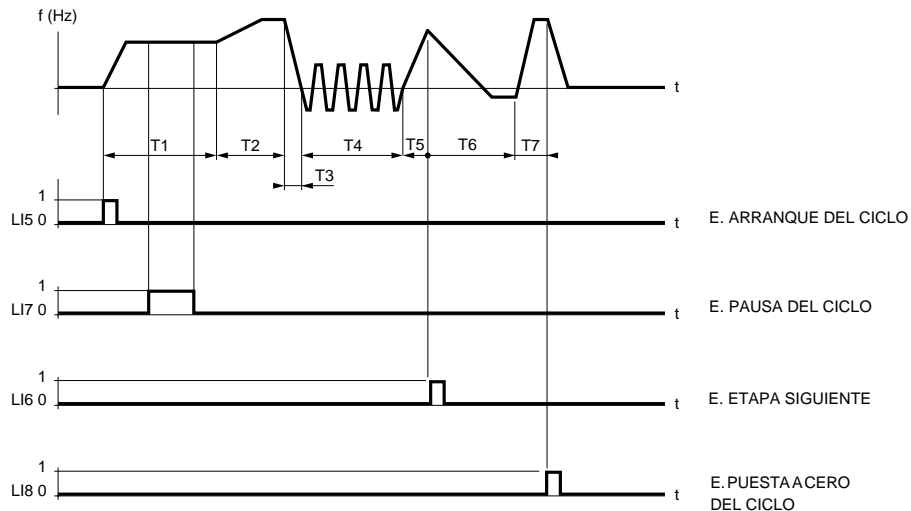 f (Hz)
t
T1 T2 T4 T5 T6 T7
T3
1
LI5 0 t E. ARRANQUE DEL CICLO
1
LI7 0 t E. PAUSA DEL CICLO
1
LI6 0 t E. ETAPA SIGUIENTE
1
LI8 0 t E. PUESTA A CERO
DEL CICLO